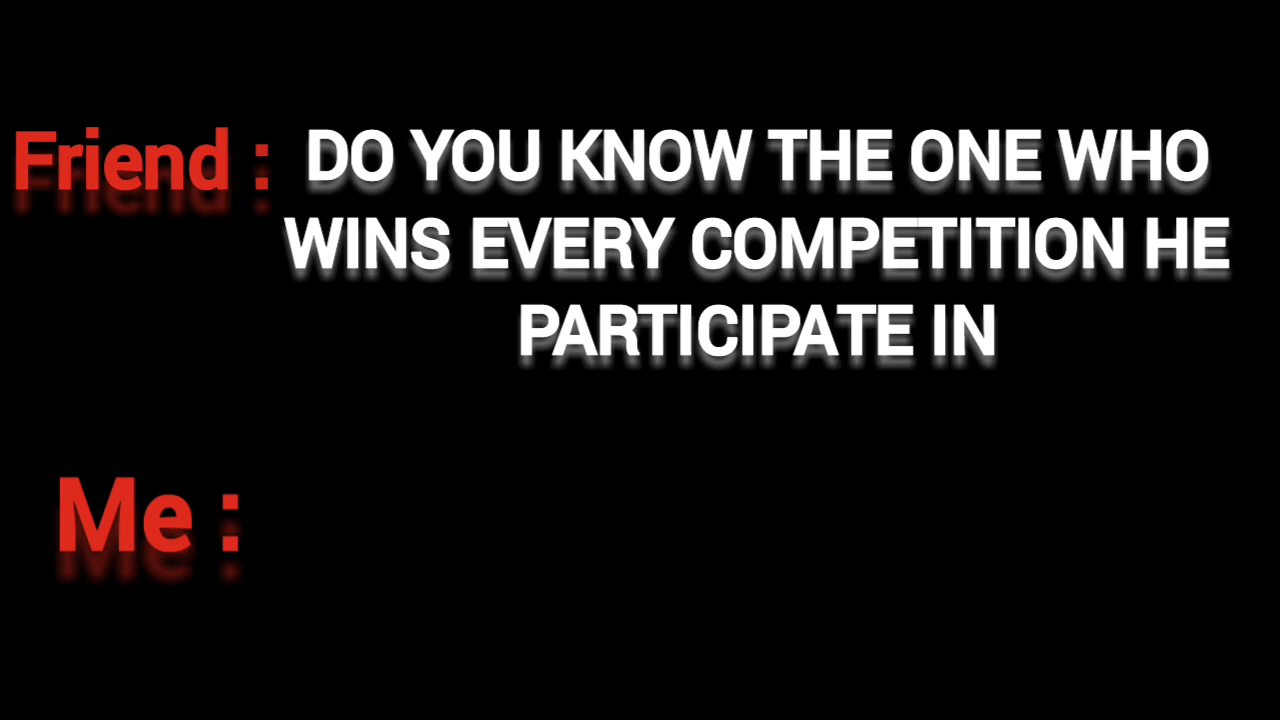 Friend : DO YOU KNOW THE ONE WHO
WINS EVERY COMPETITION HE
PARTICIPATE IN
Me :